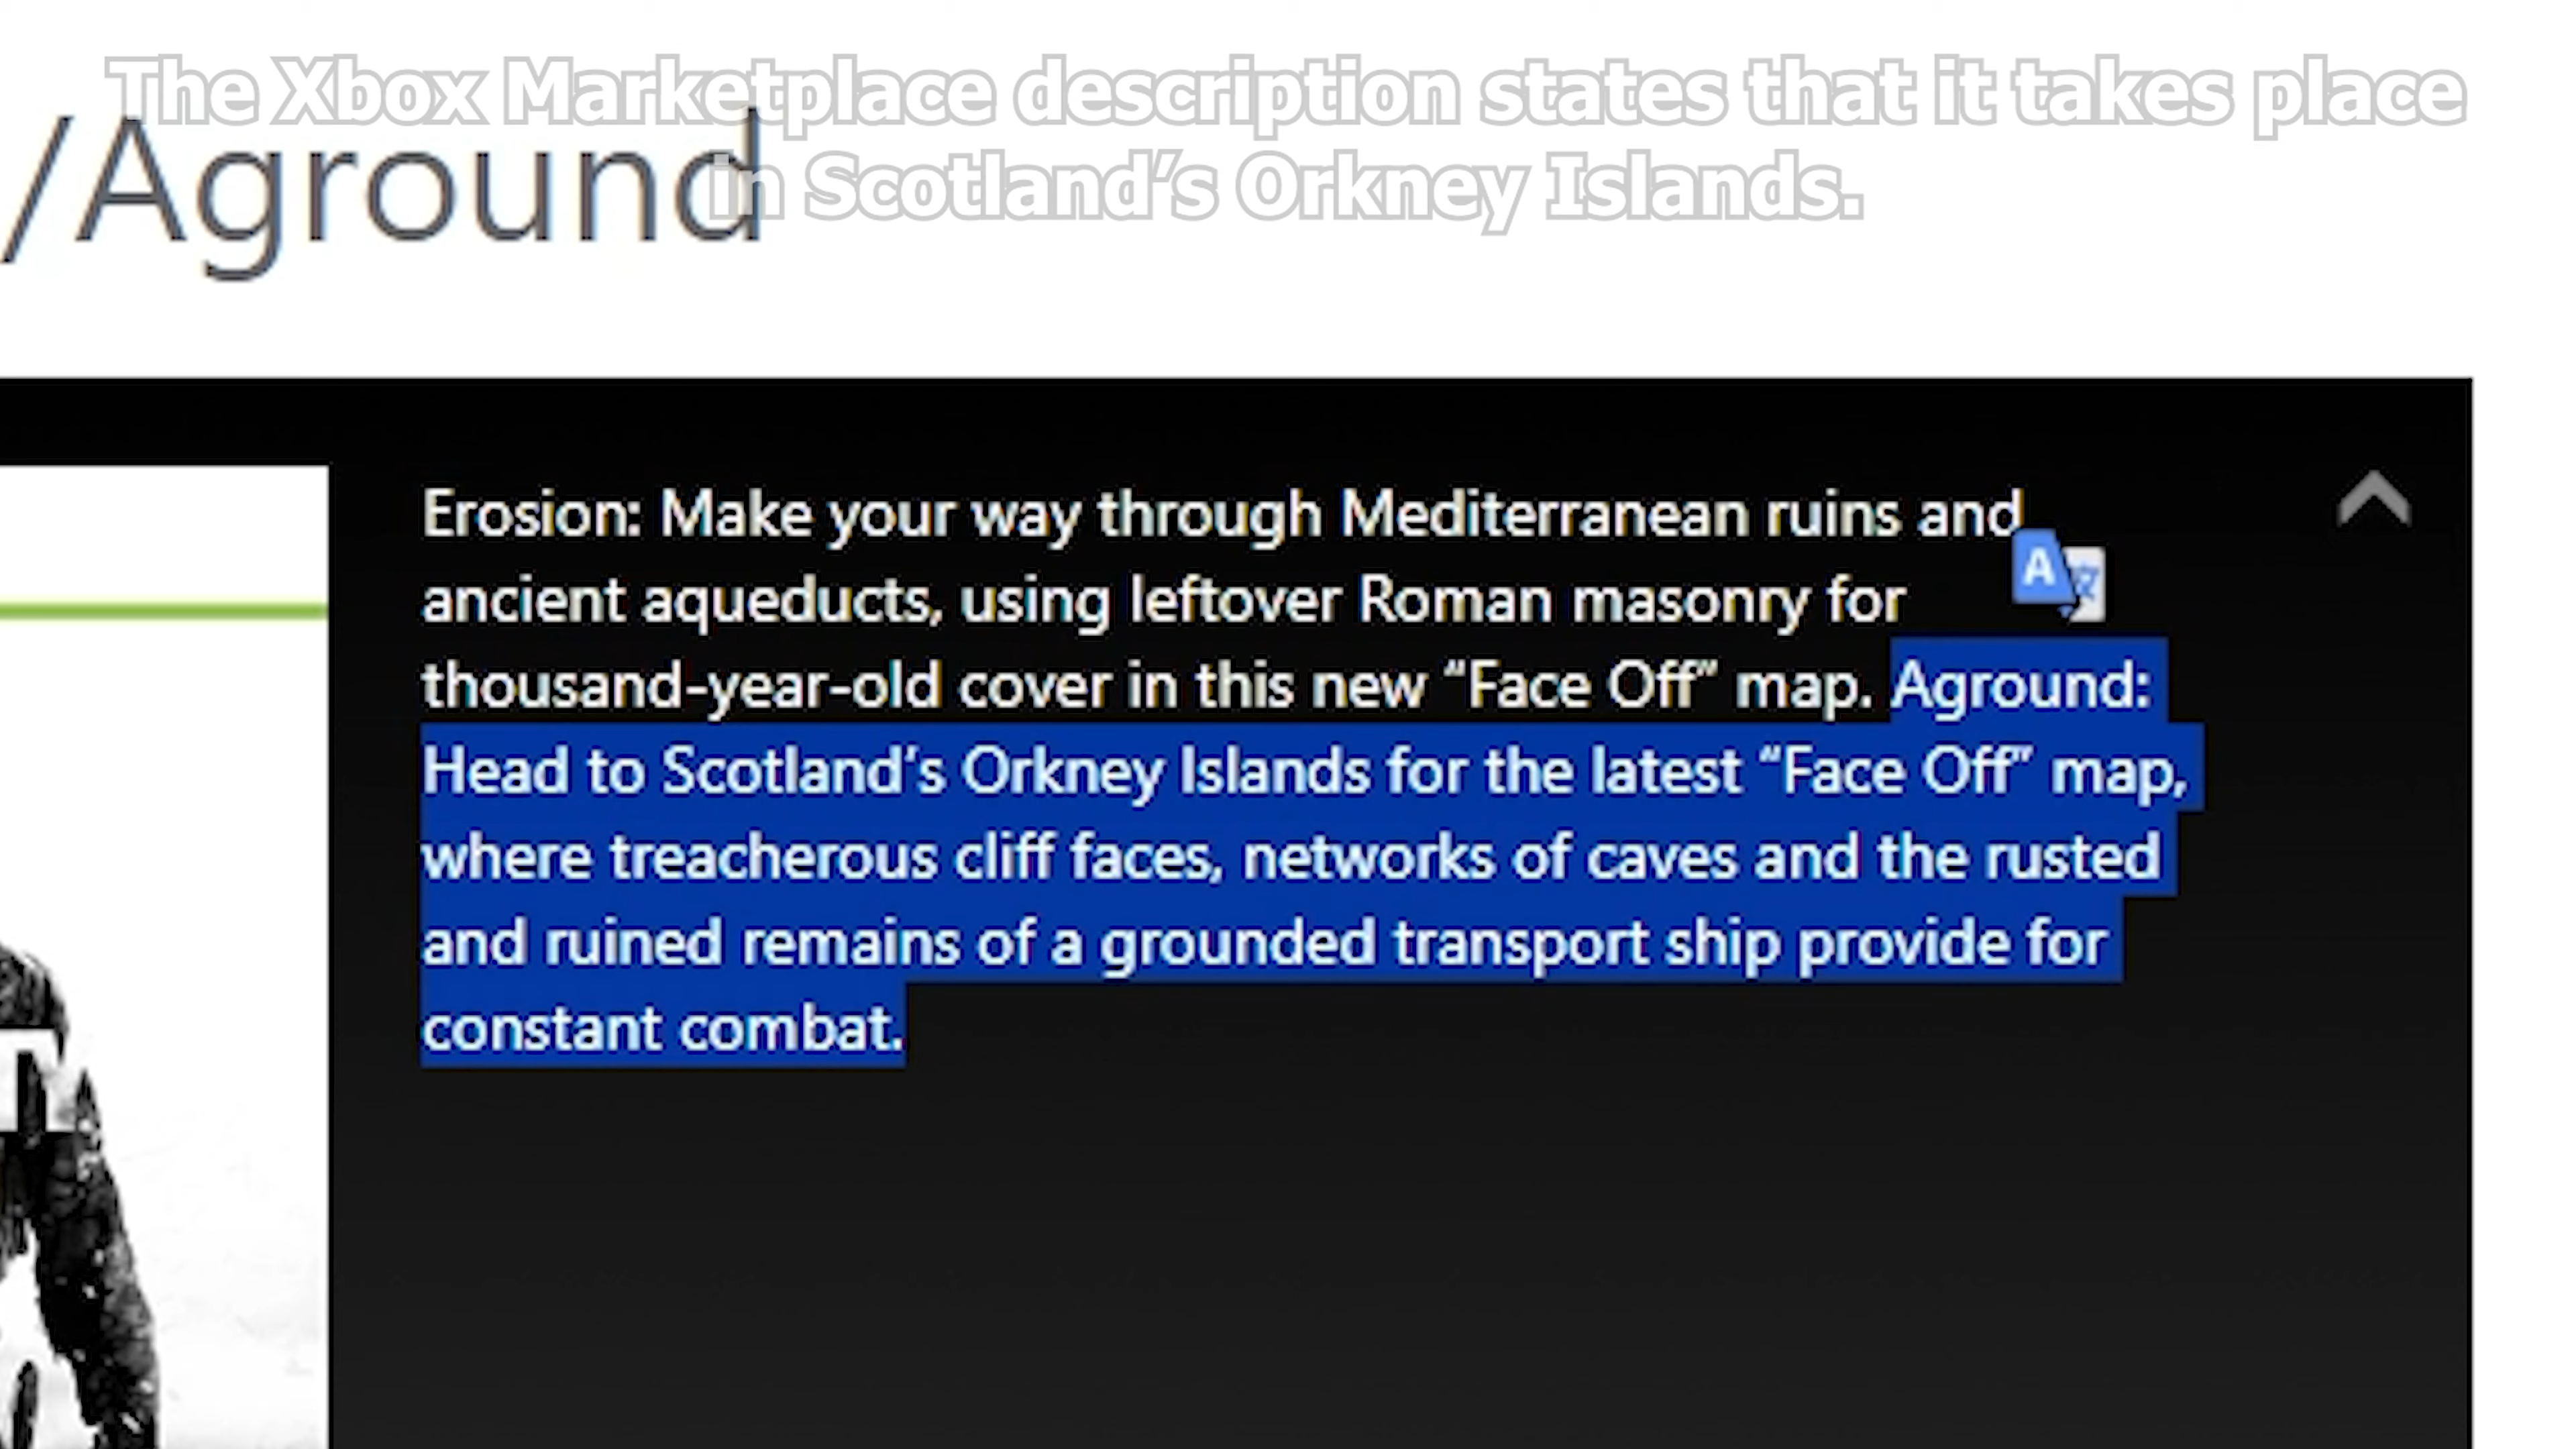 The Xbox Marketplace description states that it takes place
in Scotland's Orkney Islands.
/Aground
Erosion: Make your way through Mediterranean ruins and
ancient aqueducts, using leftover Roman masonry for
thousand-year-old cover in this new “Face Off” map. Aground:
Head to Scotland's Orkney Islands for the latest “Face Off” map,
where treacherous cliff faces, networks of caves and the rusted
and ruined remains of a grounded transport ship provide for
constant combat.